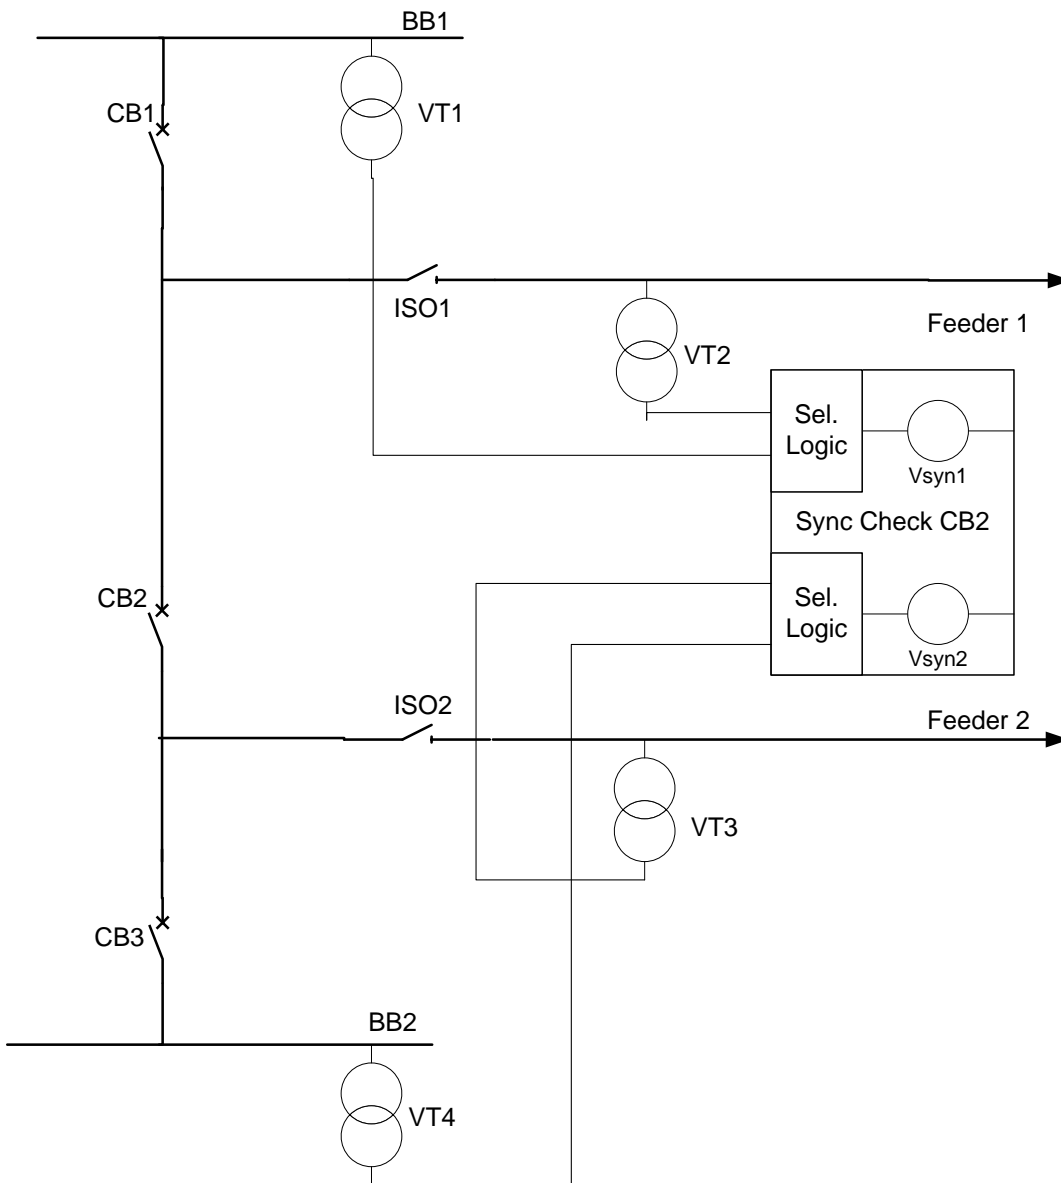 BB1
CB1
VT1
ISO1
Feeder 1
VT2
Sel.
Logic
Vsyn1
Sync Check CB2
CB2
Sel.
Logic
Vsyn2
ISO2
Feeder 2
VT3
CB3
BB2
VT4